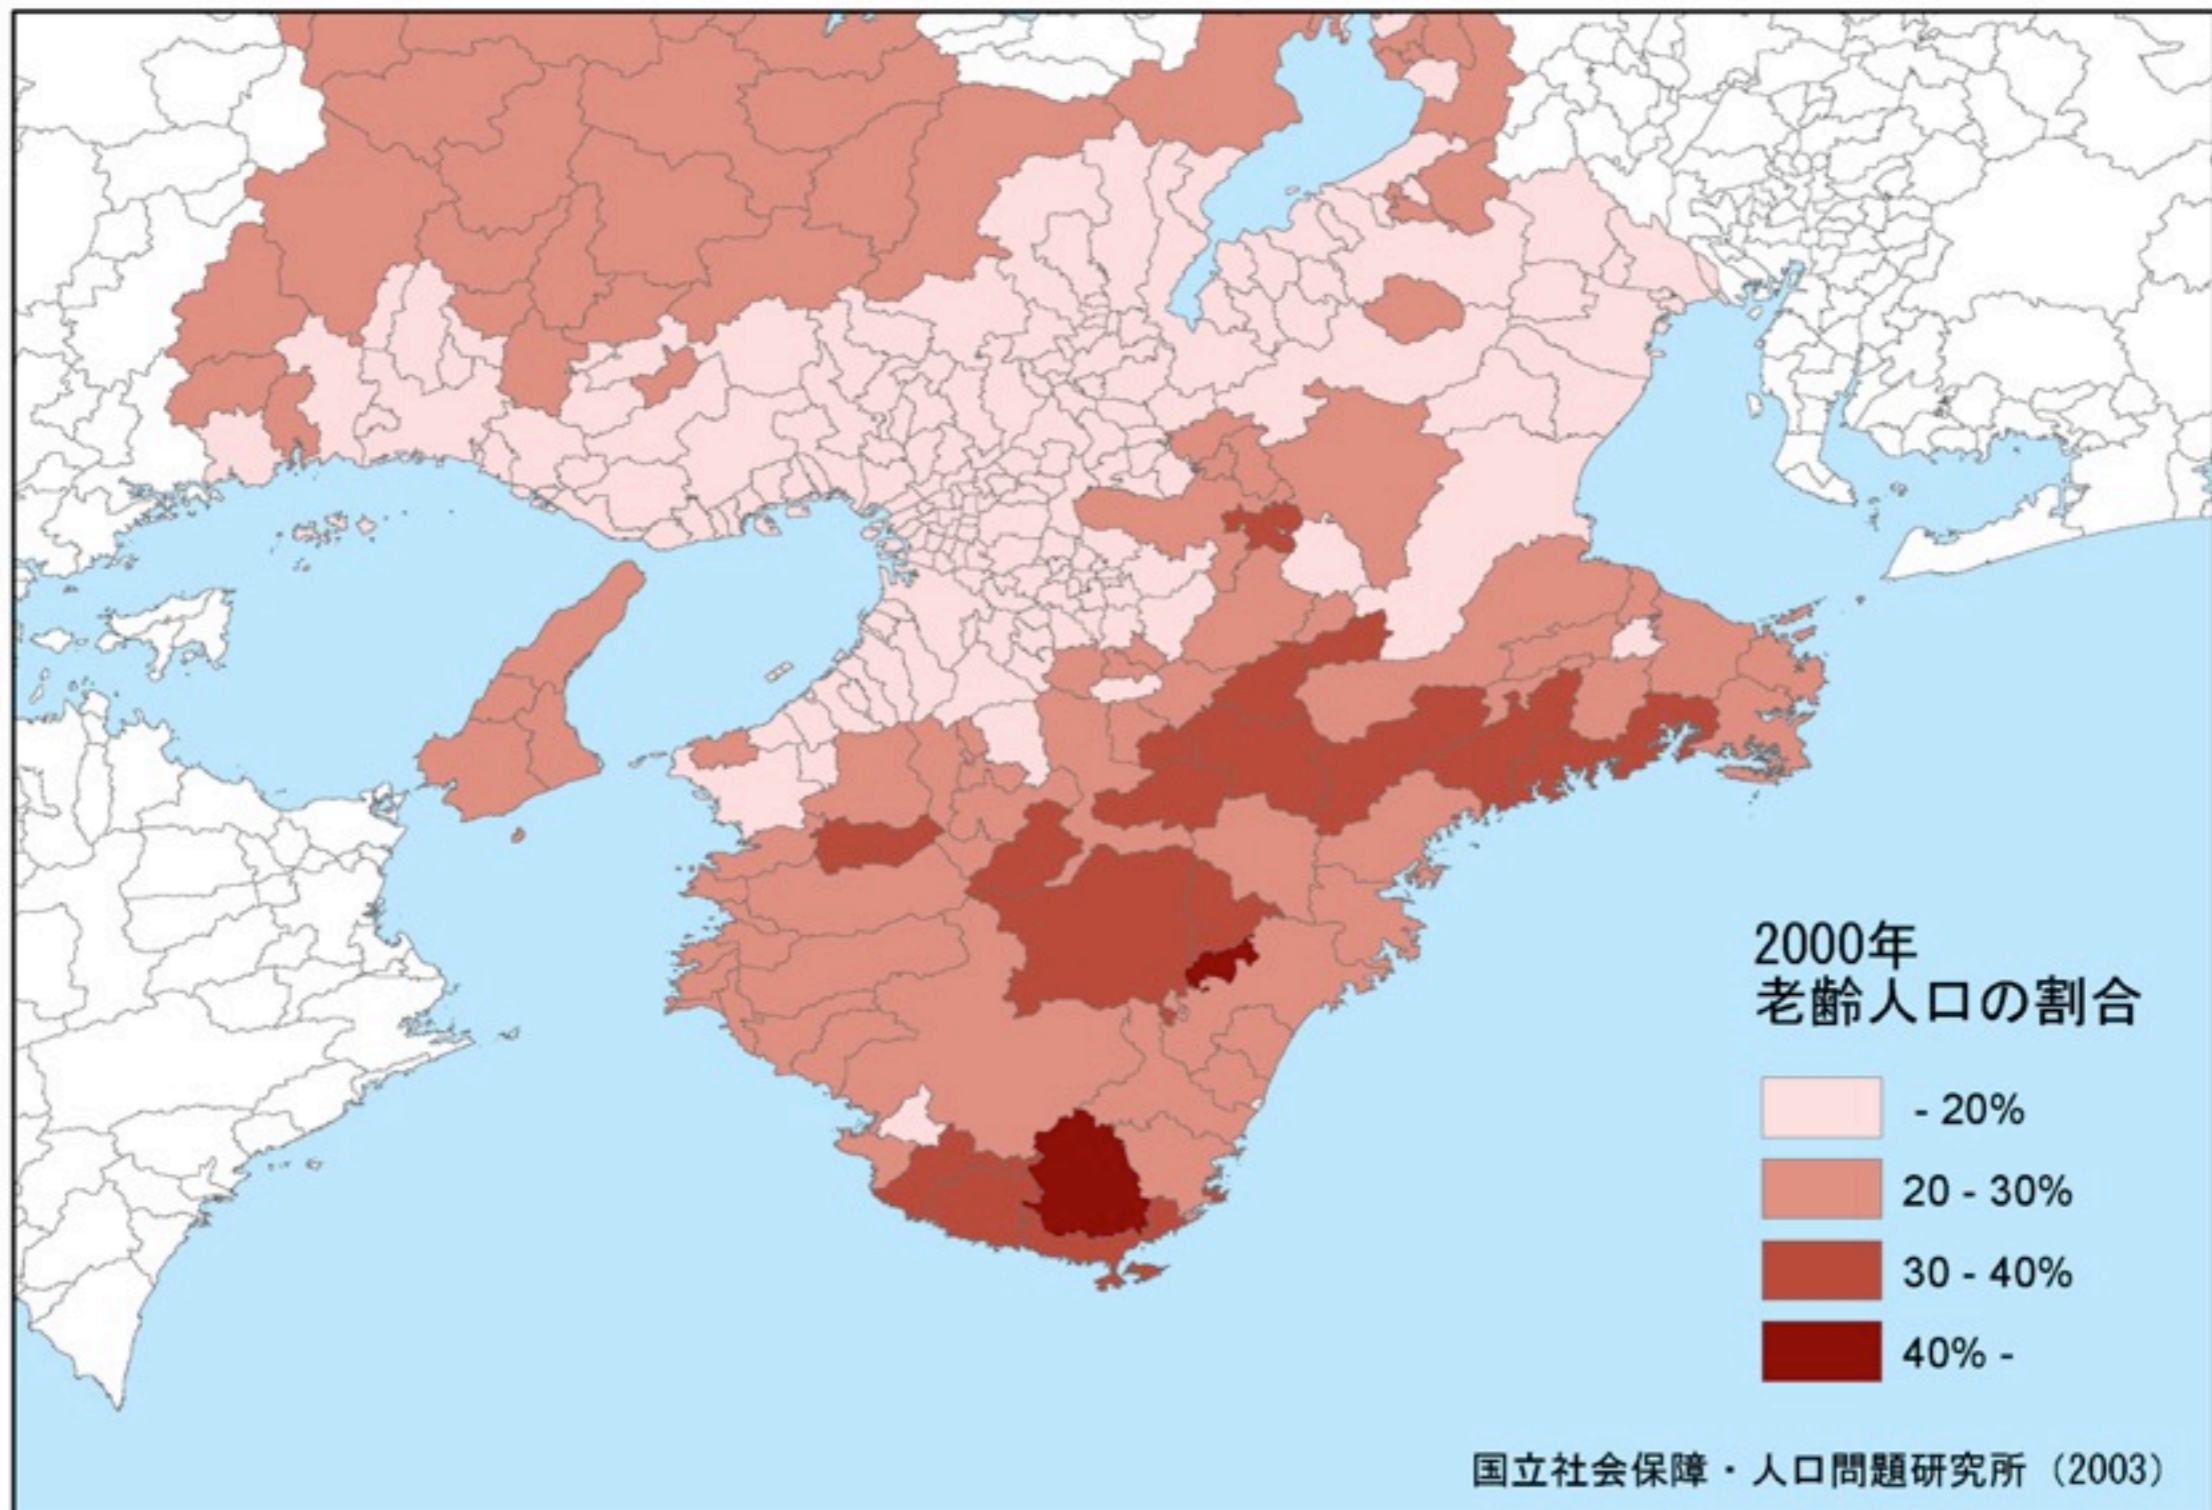 2000年
老齢人口の割合
- 20%
20 - 30%
30 - 40%
40% -
国立社会保障・人口問題研究所（2003）